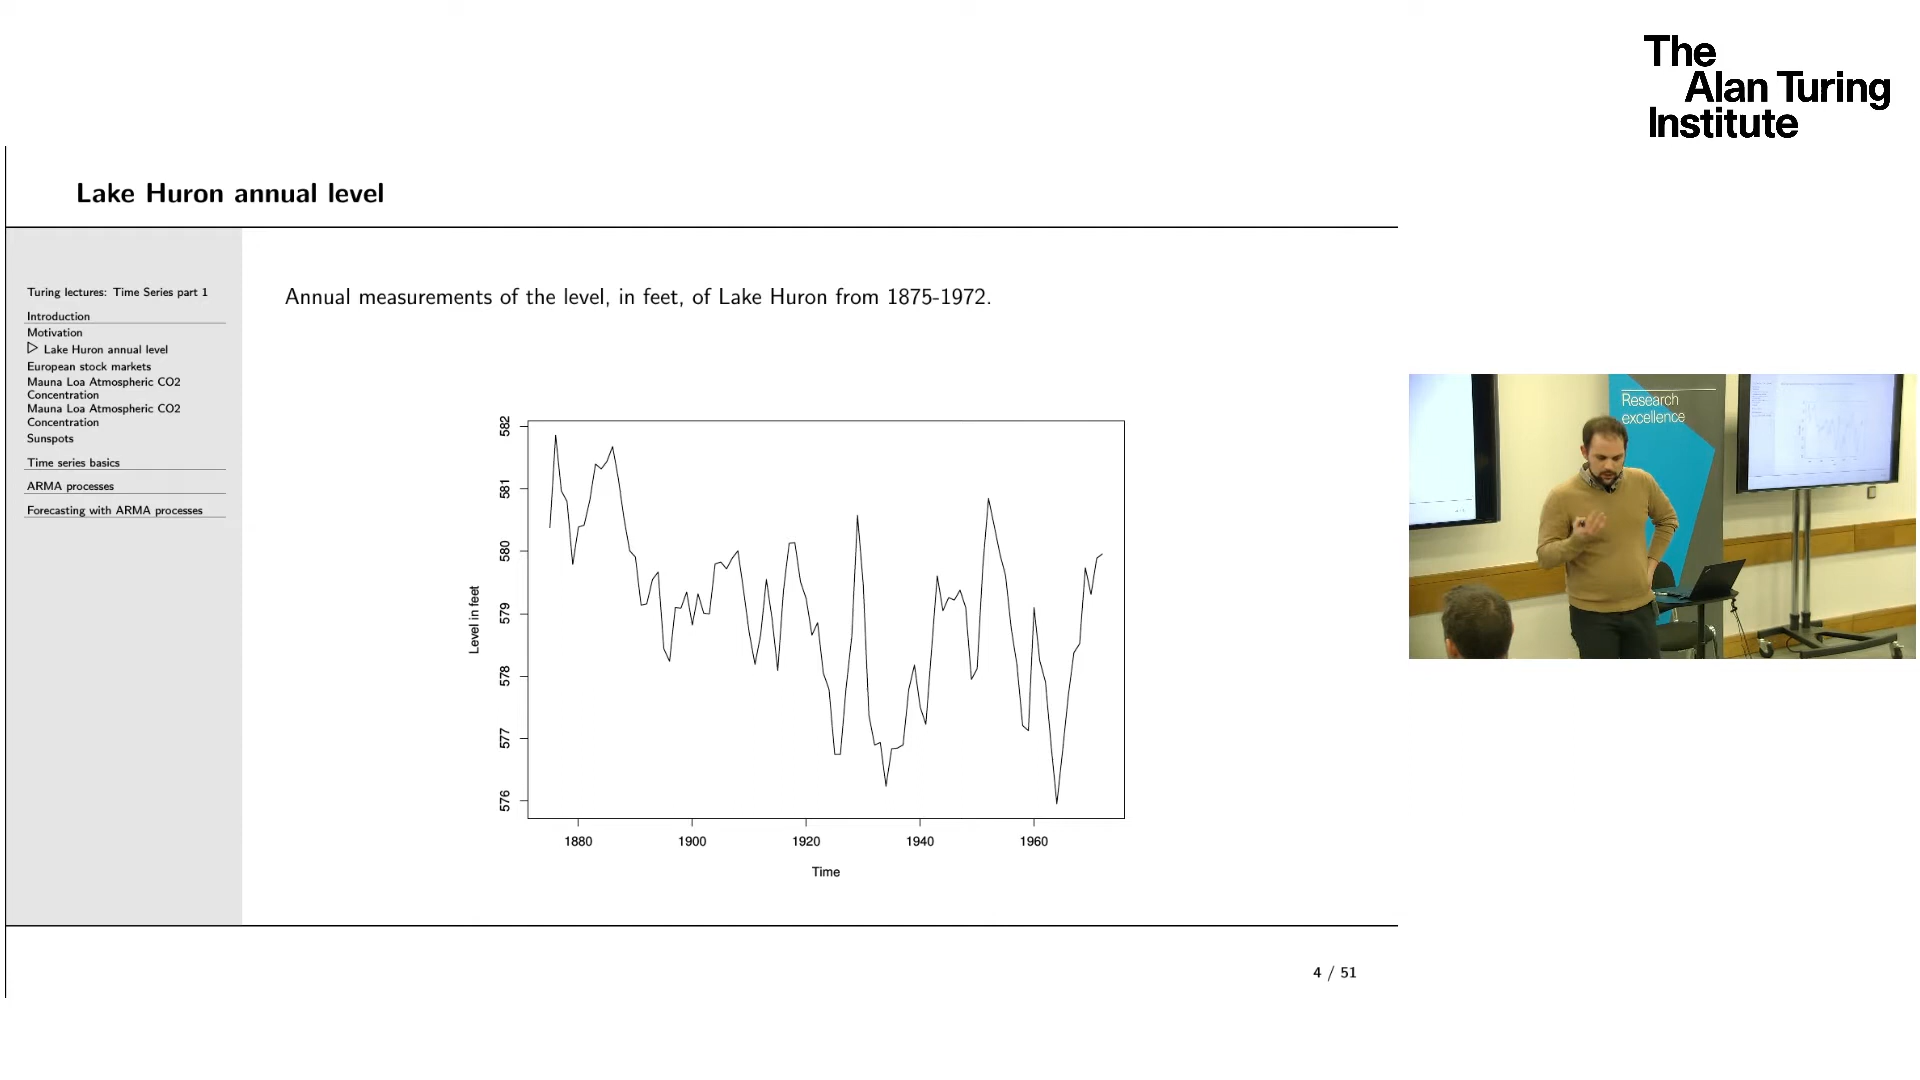 The
Alan Turing
Institute
Lake Huron annual level
Turing lectures: Time Series part 1
Introduction
Motivation
Lake Huron annual level
European stock markets
Mauna Loa Atmospheric CO2
Concentration
Mauna Loa Atmospheric CO2
Concentration
Sunspots
Time series basics
ARMA processes
Forecasting with ARMA processes
Annual measurements of the level, in feet, of Lake Huron from 1875-1972.
582
581
580
579
578
577
576
Level in feet
1880 1900 1920 1940 1960
Time
4 / 51
Research
excellence